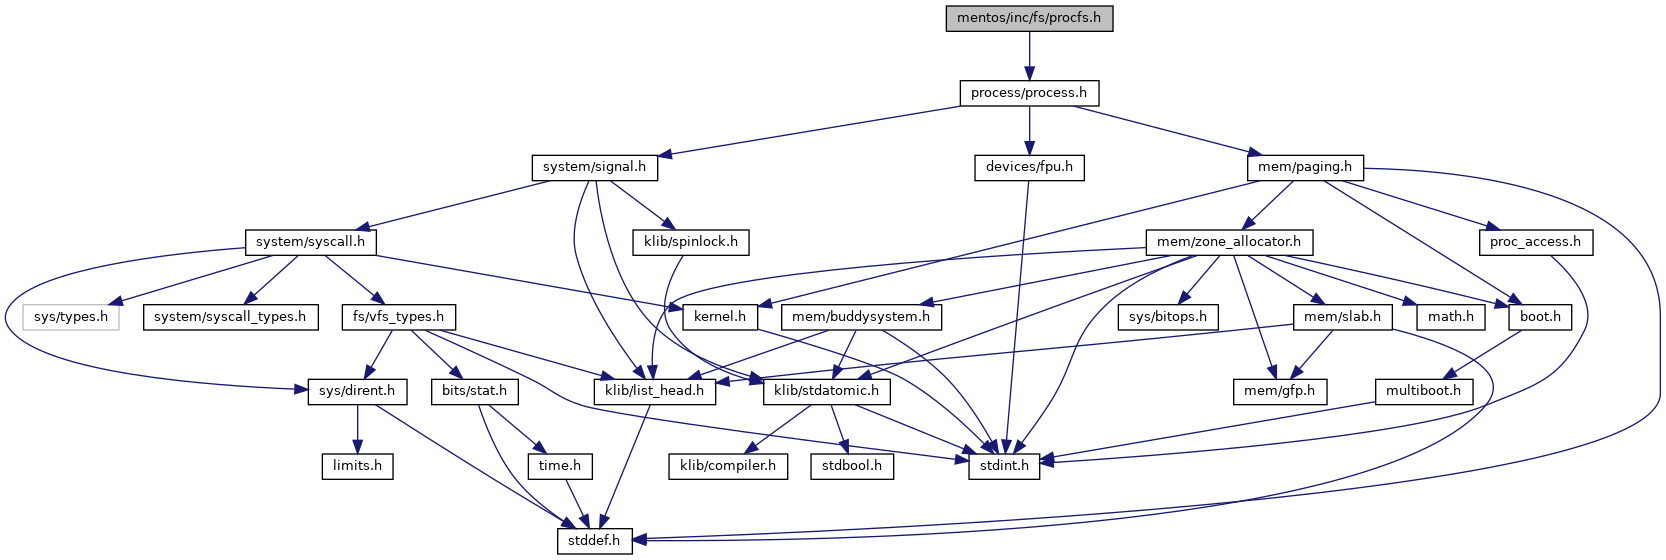 mentos/inc/fs/procfs.h
process/process.h
system/signal.h
devices/fpu.h
mem/paging.h
system/syscall.h
klib/spinlock.h
mem/zone_allocator.h
proc_access.h
sys/types.h
system/syscall_types.h
fs/vfs_types.h
kernel.h
mem/buddysystem.h
sys/bitops.h
mem/slab.h
math.h
boot.h
sys/dirent.h
bits/stat.h
klib/list_head.h
klib/stdatomic.h
mem/gfp.h
multiboot.h
limits.h
time.h
klib/compiler.h
stdbool.h
stdint.h
stddef.h